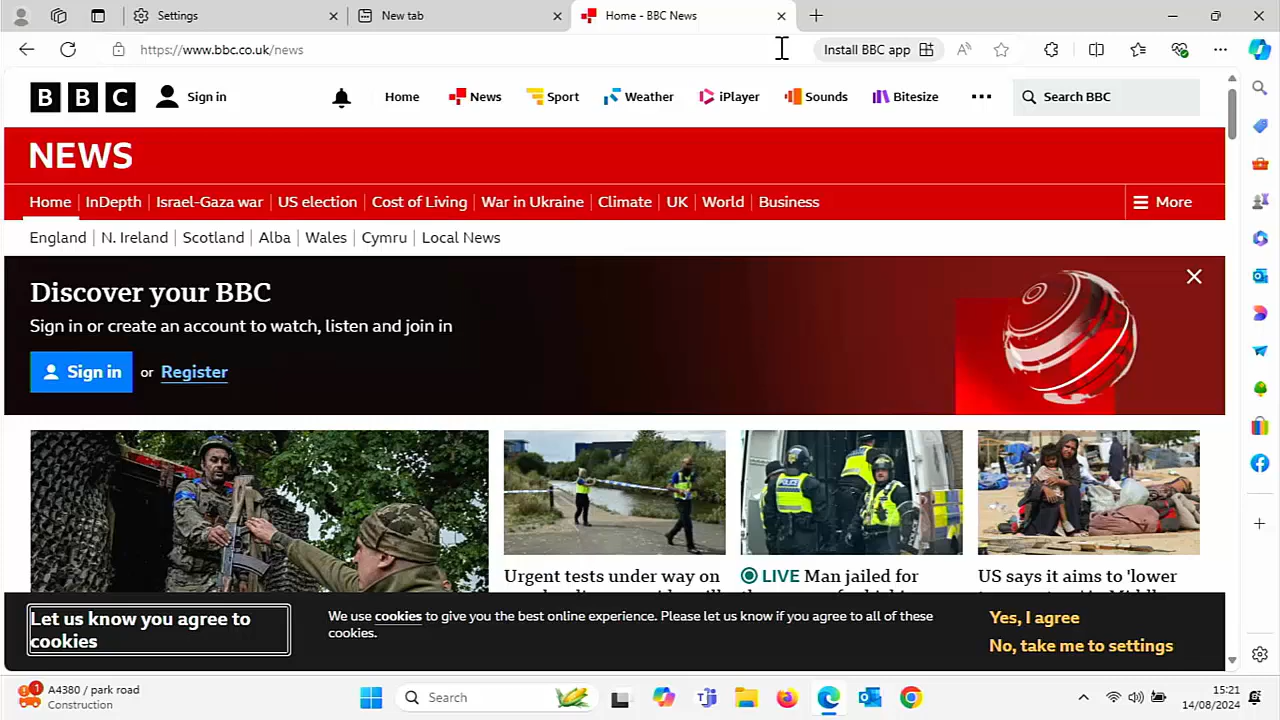 Settings
New tab
Home - BBC News
https://www.bbc.co.uk/news
Install BBC app
BBC
Sign in
Home
News
Sport
Weather
iPlayer
Sounds
Bitesize
Search BBC
NEWS
Home
InDepth
Israel-Gaza war
US election
Cost of Living
War in Ukraine
Climate
UK
World
Business
More
England
N. Ireland
Scotland
Alba
Wales
Cymru
Local News
Discover your BBC
Sign in or create an account to watch, listen and join in
Sign in or Register
Urgent tests under way on
LIVE Man jailed for
US says it aims to 'lower
Let us know you agree to
cookies
We use cookies to give you the best online experience. Please let us know if you agree to all of these
cookies.
Yes, I agree
No, take me to settings
1
A4380 / park road
Construction
Search
15:21
14/08/2024